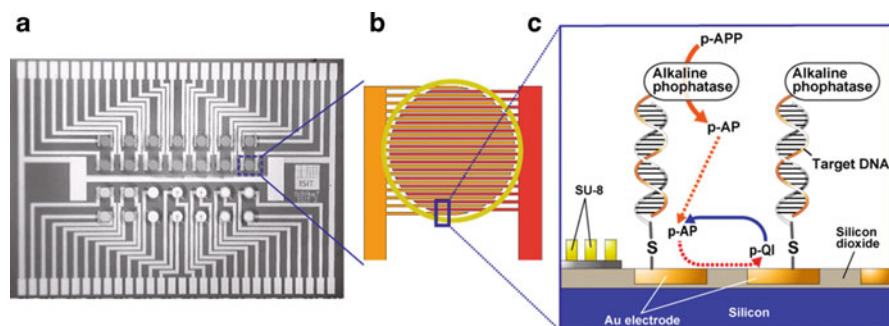 a
b
c
p-APP
Alkaline
phophatase
Alkaline
phophatase
p-AP
Target DNA
SU-8
p-AP
p-QI
S
S
Silicon
dioxide
Au electrode
Silicon